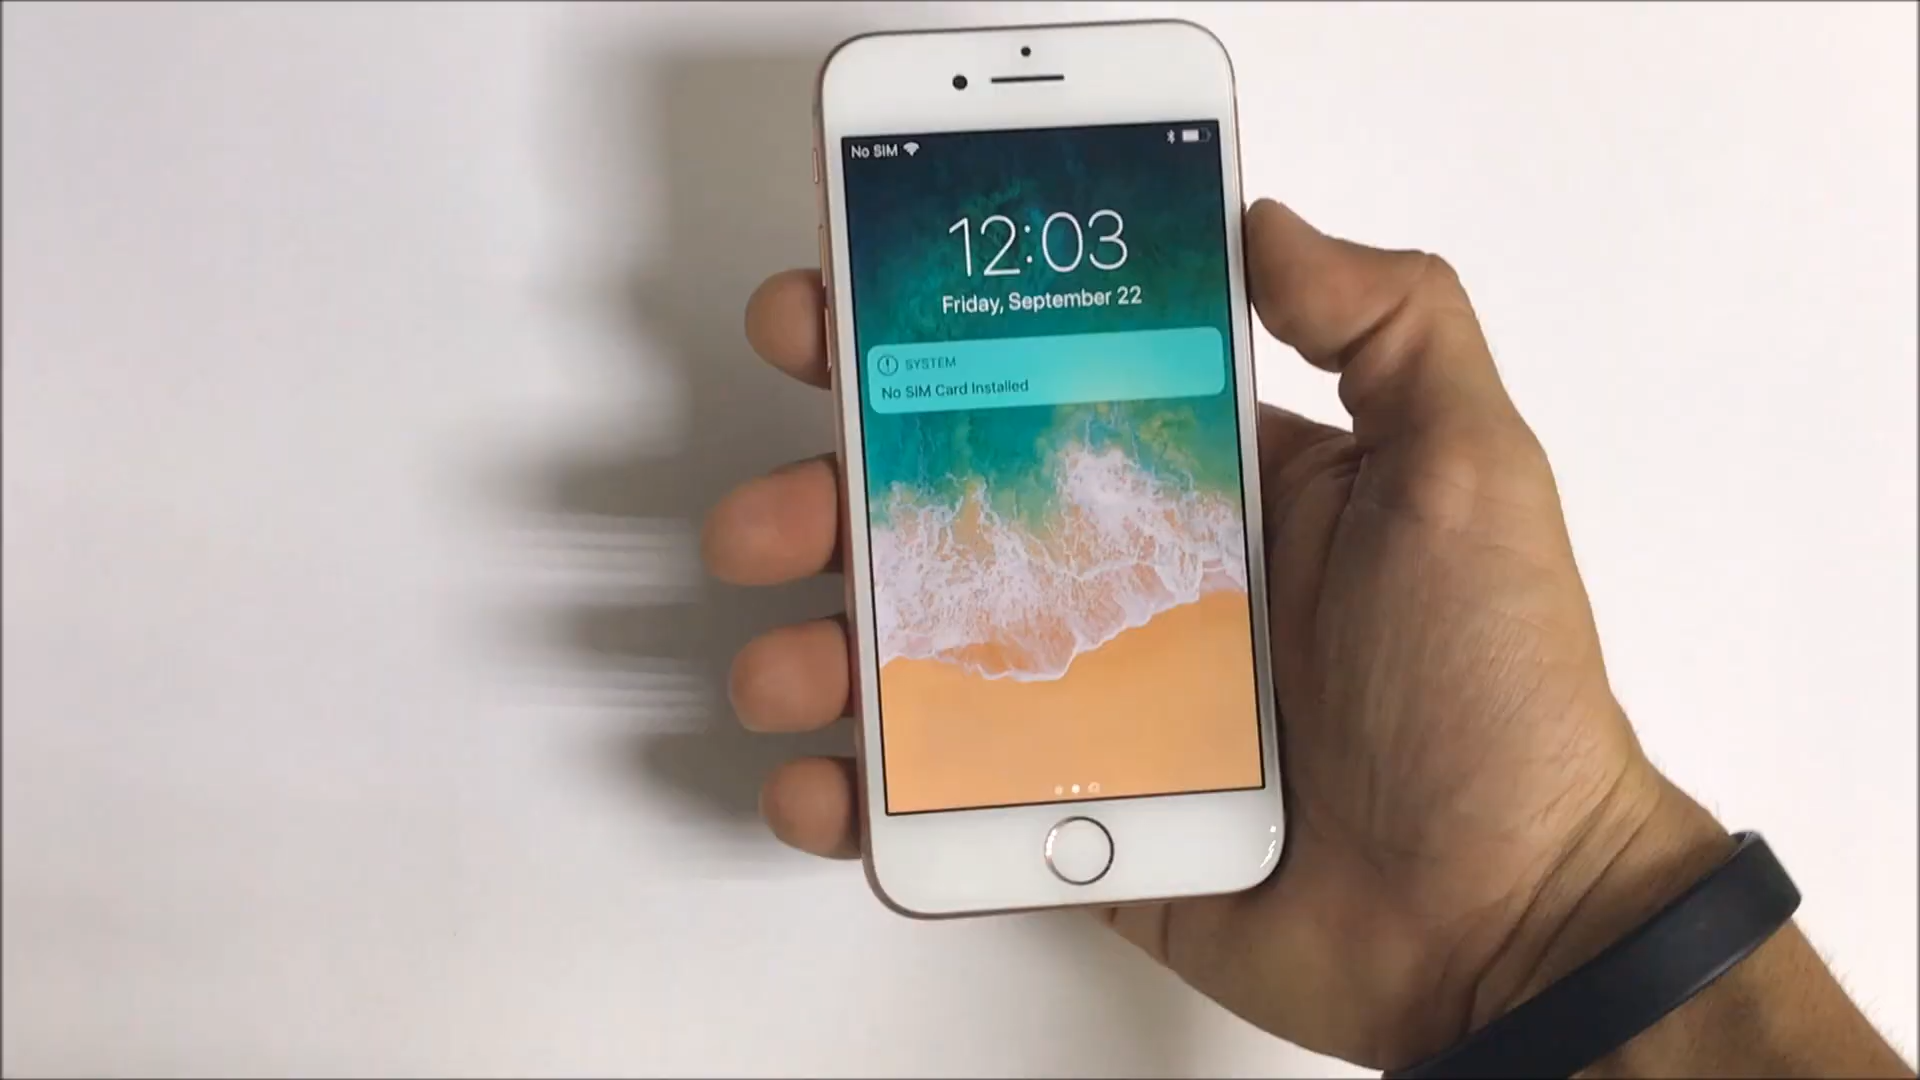 No SIM
12:03
Friday, September 22
SYSTEM
No SIM Card Installed